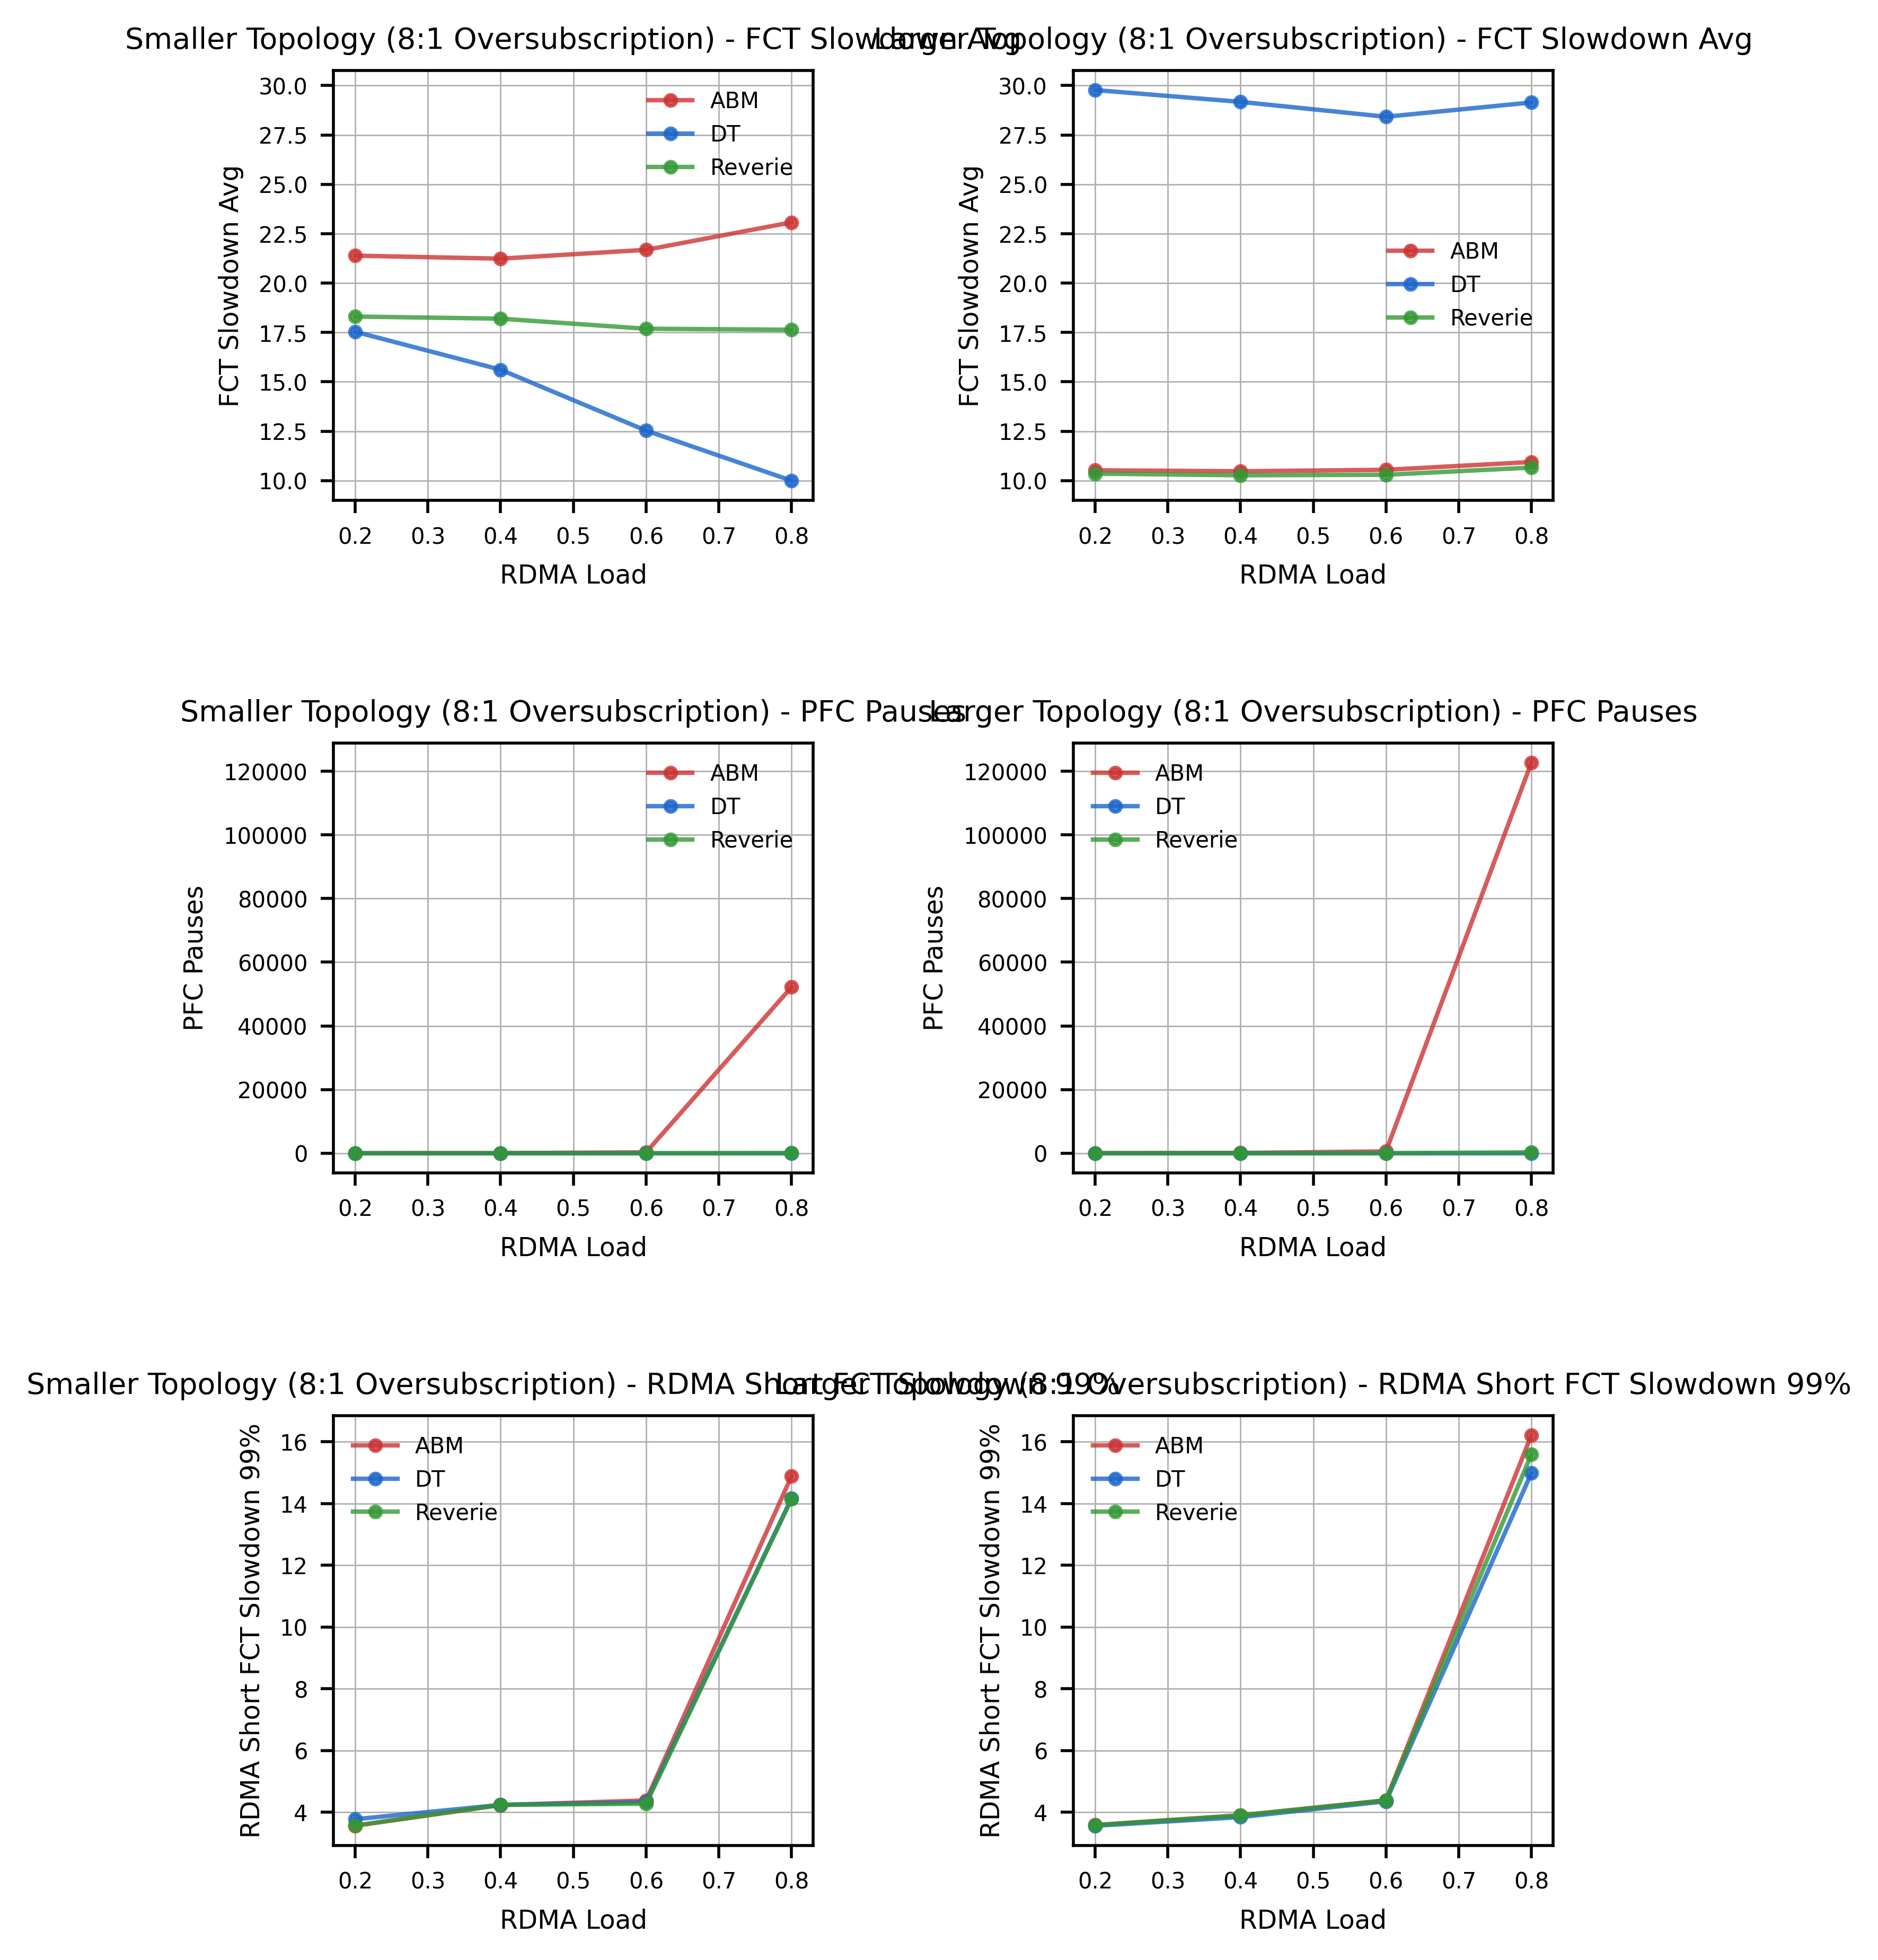 Smaller Topology (8:1 Oversubscription) - FCT Slowdown Avg
30.0
27.5
25.0
22.5
20.0
17.5
15.0
12.5
10.0
FCT Slowdown Avg
ABM
DT
Reverie
0.2 0.3 0.4 0.5 0.6 0.7 0.8
RDMA Load
Larger Topology (8:1 Oversubscription) - FCT Slowdown Avg
30.0
27.5
25.0
22.5
20.0
17.5
15.0
12.5
10.0
FCT Slowdown Avg
ABM
DT
Reverie
0.2 0.3 0.4 0.5 0.6 0.7 0.8
RDMA Load
Smaller Topology (8:1 Oversubscription) - PFC Pauses
120000
100000
80000
60000
40000
20000
0
PFC Pauses
ABM
DT
Reverie
0.2 0.3 0.4 0.5 0.6 0.7 0.8
RDMA Load
Larger Topology (8:1 Oversubscription) - PFC Pauses
120000
100000
80000
60000
40000
20000
0
PFC Pauses
ABM
DT
Reverie
0.2 0.3 0.4 0.5 0.6 0.7 0.8
RDMA Load
Smaller Topology (8:1 Oversubscription) - RDMA Short FCT Slowdown 99%
16
14
12
10
8
6
4
RDMA Short FCT Slowdown 99%
ABM
DT
Reverie
0.2 0.3 0.4 0.5 0.6 0.7 0.8
RDMA Load
Larger Topology (8:1 Oversubscription) - RDMA Short FCT Slowdown 99%
16
14
12
10
8
6
4
RDMA Short FCT Slowdown 99%
ABM
DT
Reverie
0.2 0.3 0.4 0.5 0.6 0.7 0.8
RDMA Load